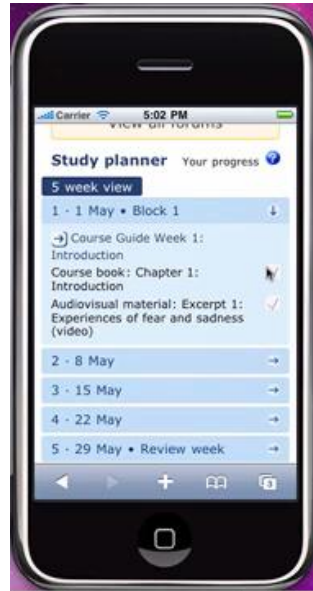 Carrier 5:02 PM
View all forums
Study planner Your progress ?
5 week view
1 - 1 May • Block 1
Course Guide Week 1:
Introduction
Course book: Chapter 1:
Introduction
Audiovisual material: Excerpt 1:
Experiences of fear and sadness
(video)
2 - 8 May
3 - 15 May
4 - 22 May
5 - 29 May • Review week